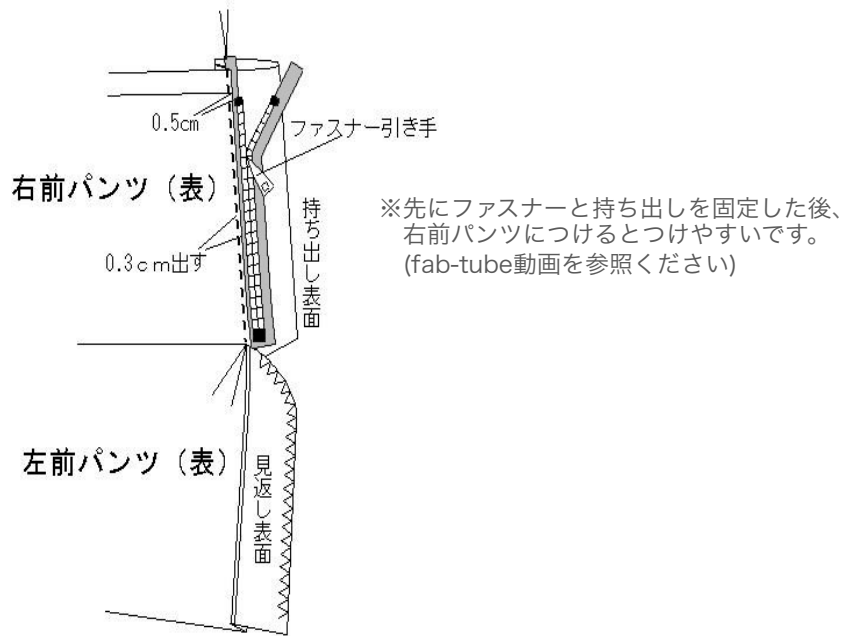 0.5cm
ファスナー引き手
右前パンツ（表）
持ち出し表面
0.3ｃｍ出す
※先にファスナーと持ち出しを固定した後、
右前パンツにつけるとつけやすいです。
(fab-tube動画を参照ください)
左前パンツ（表）
見返し表面